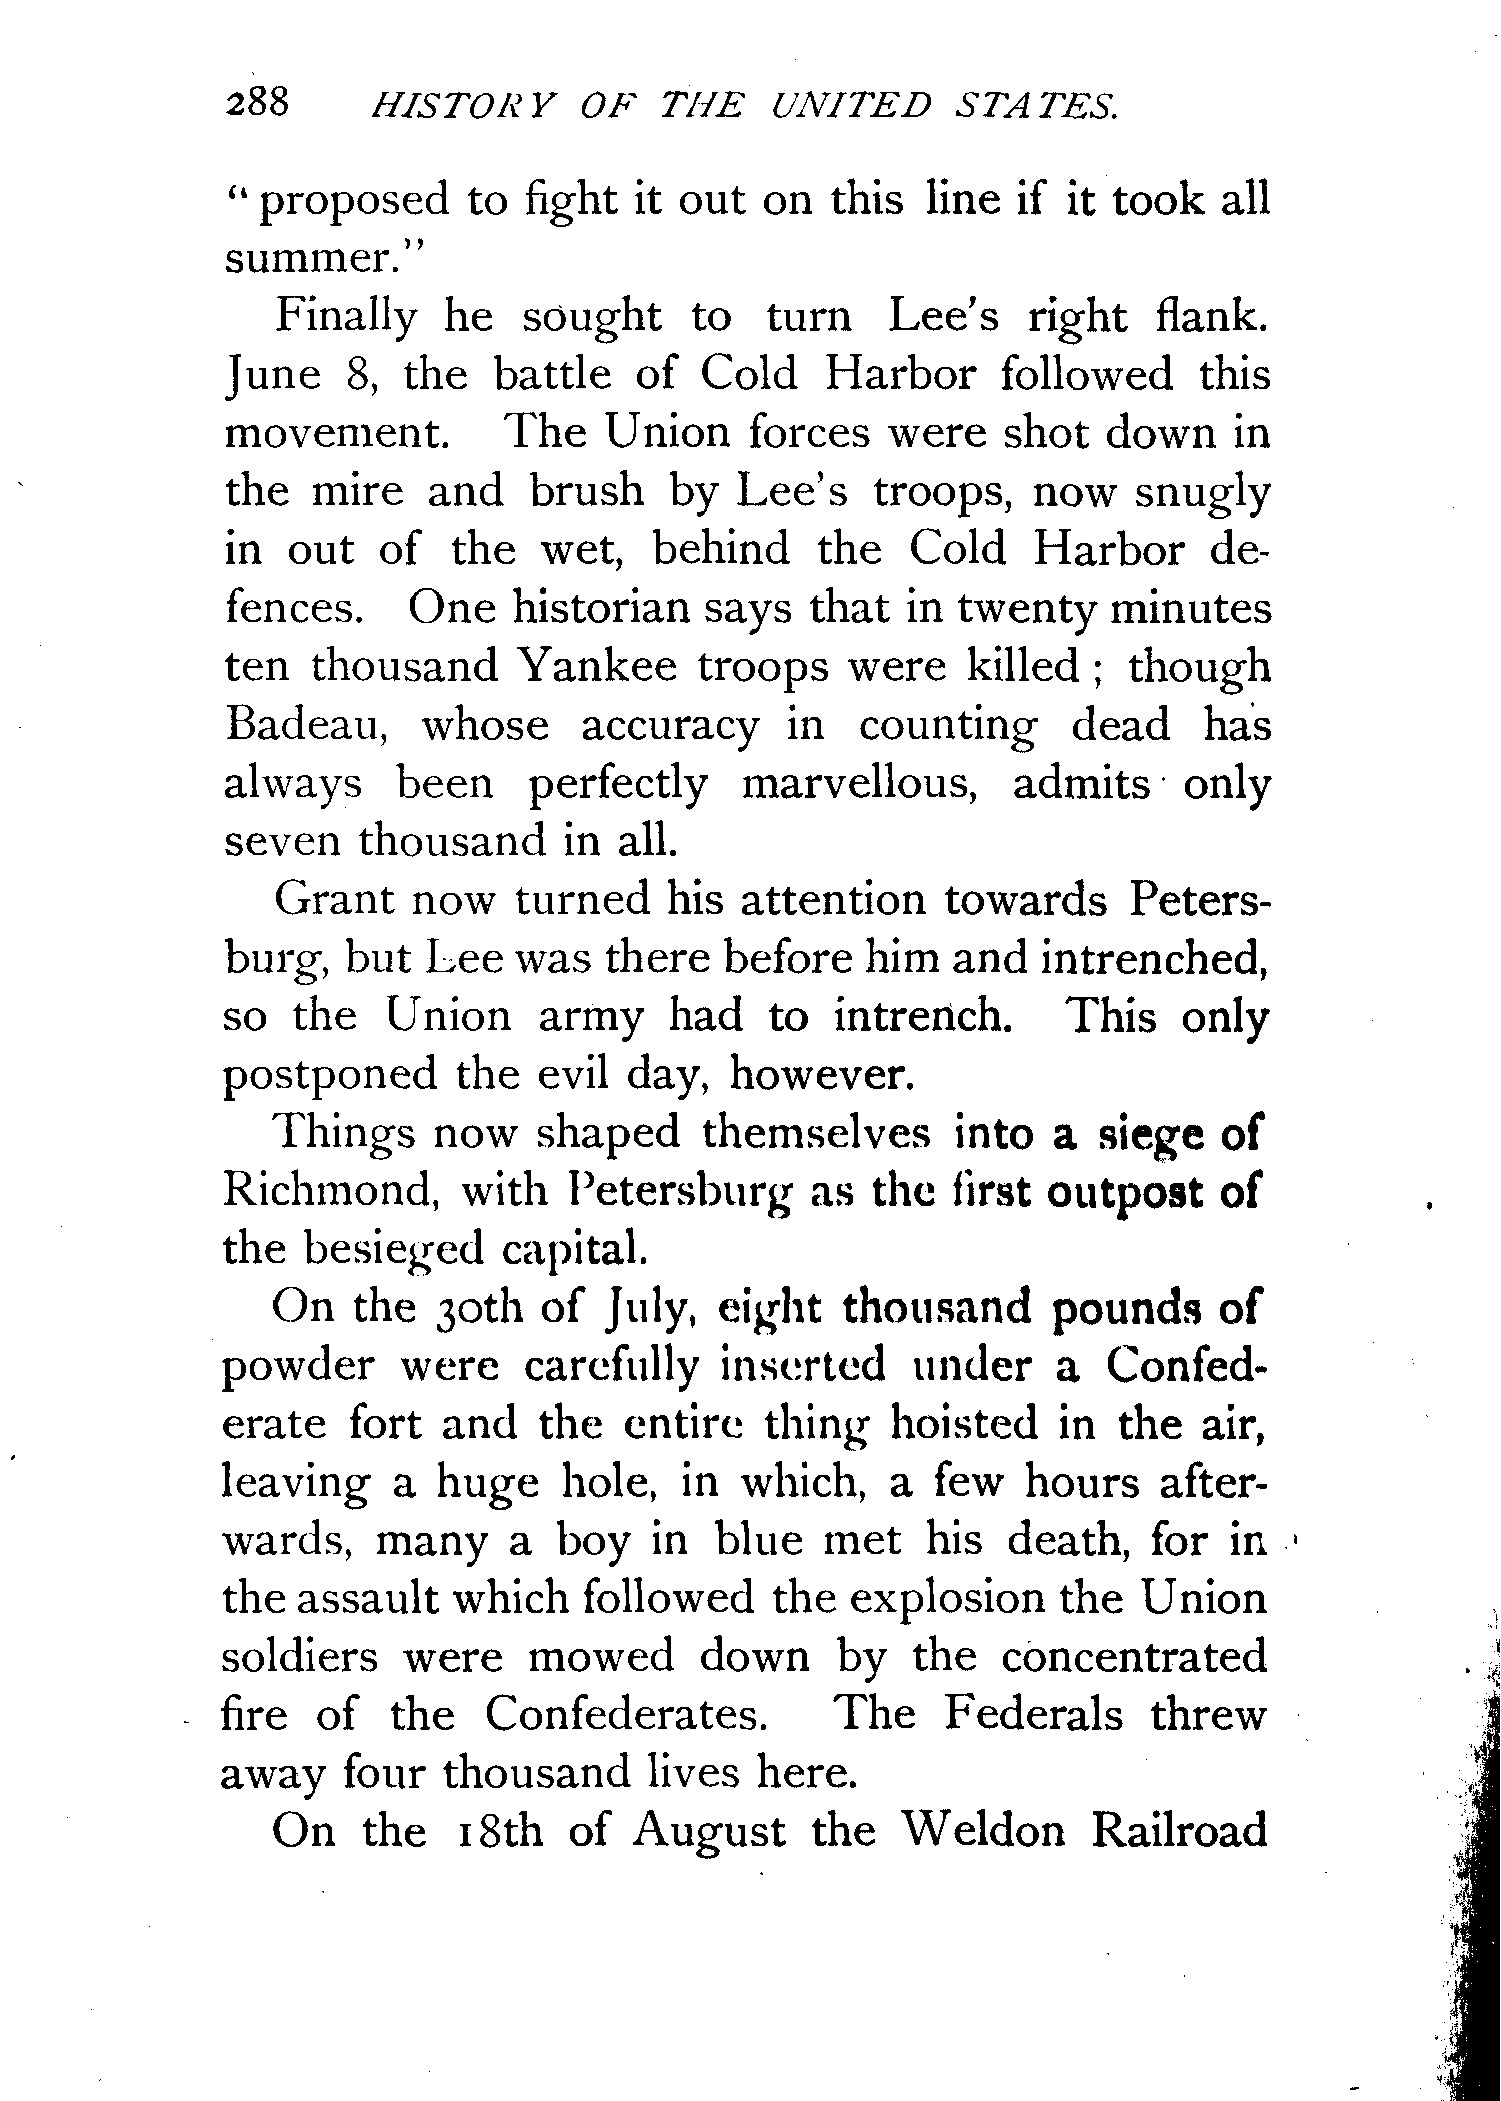 288 HISTORY OF THE UNITED STATES.
“ proposed to fight it out on this line if it took all
summer.”
Finally he sought to turn Lee's right flank.
June 8, the battle of Cold Harbor followed this
movement. The Union forces were shot down in
the mire and brush by Lee's troops, now snugly
in out of the wet, behind the Cold Harbor de-
fences. One historian says that in twenty minutes
ten thousand Yankee troops were killed ; though
Badeau, whose accuracy in counting dead has
always been perfectly marvellous, admits only
seven thousand in all.
Grant now turned his attention towards Peters-
burg, but Lee was there before him and intrenched,
so the Union army had to intrench. This only
postponed the evil day, however.
Things now shaped themselves into a siege of
Richmond, with Petersburg as the first outpost of
the besieged capital.
On the 30th of July, eight thousand pounds of
powder were carefully inserted under a Confed-
erate fort and the entire thing hoisted in the air,
leaving a huge hole, in which, a few hours after-
wards, many a boy in blue met his death, for in
the assault which followed the explosion the Union
soldiers were mowed down by the concentrated
fire of the Confederates. The Federals threw
away four thousand lives here.
On the 18th of August the Weldon Railroad